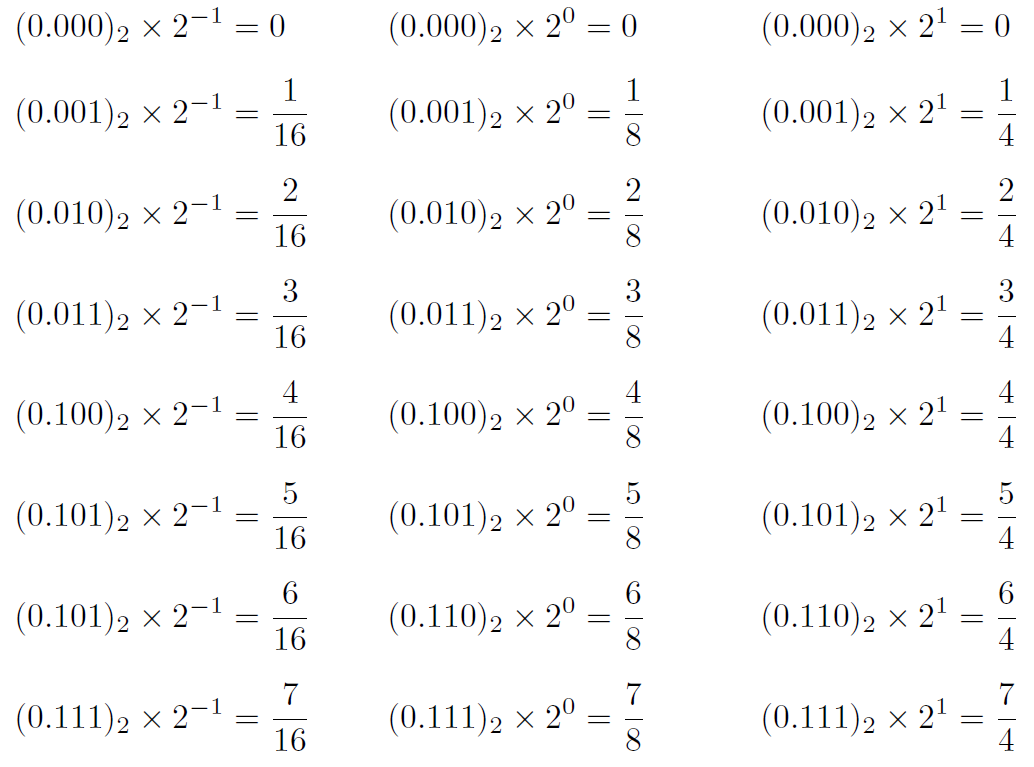 (0.000)₂ × 2⁻¹ = 0 (0.000)₂ × 2⁰ = 0 (0.000)₂ × 2¹ = 0
(0.001)₂ × 2⁻¹ = 1/16 (0.001)₂ × 2⁰ = 1/8 (0.001)₂ × 2¹ = 1/4
(0.010)₂ × 2⁻¹ = 2/16 (0.010)₂ × 2⁰ = 2/8 (0.010)₂ × 2¹ = 2/4
(0.011)₂ × 2⁻¹ = 3/16 (0.011)₂ × 2⁰ = 3/8 (0.011)₂ × 2¹ = 3/4
(0.100)₂ × 2⁻¹ = 4/16 (0.100)₂ × 2⁰ = 4/8 (0.100)₂ × 2¹ = 4/4
(0.101)₂ × 2⁻¹ = 5/16 (0.101)₂ × 2⁰ = 5/8 (0.101)₂ × 2¹ = 5/4
(0.101)₂ × 2⁻¹ = 6/16 (0.110)₂ × 2⁰ = 6/8 (0.110)₂ × 2¹ = 6/4
(0.111)₂ × 2⁻¹ = 7/16 (0.111)₂ × 2⁰ = 7/8 (0.111)₂ × 2¹ = 7/4